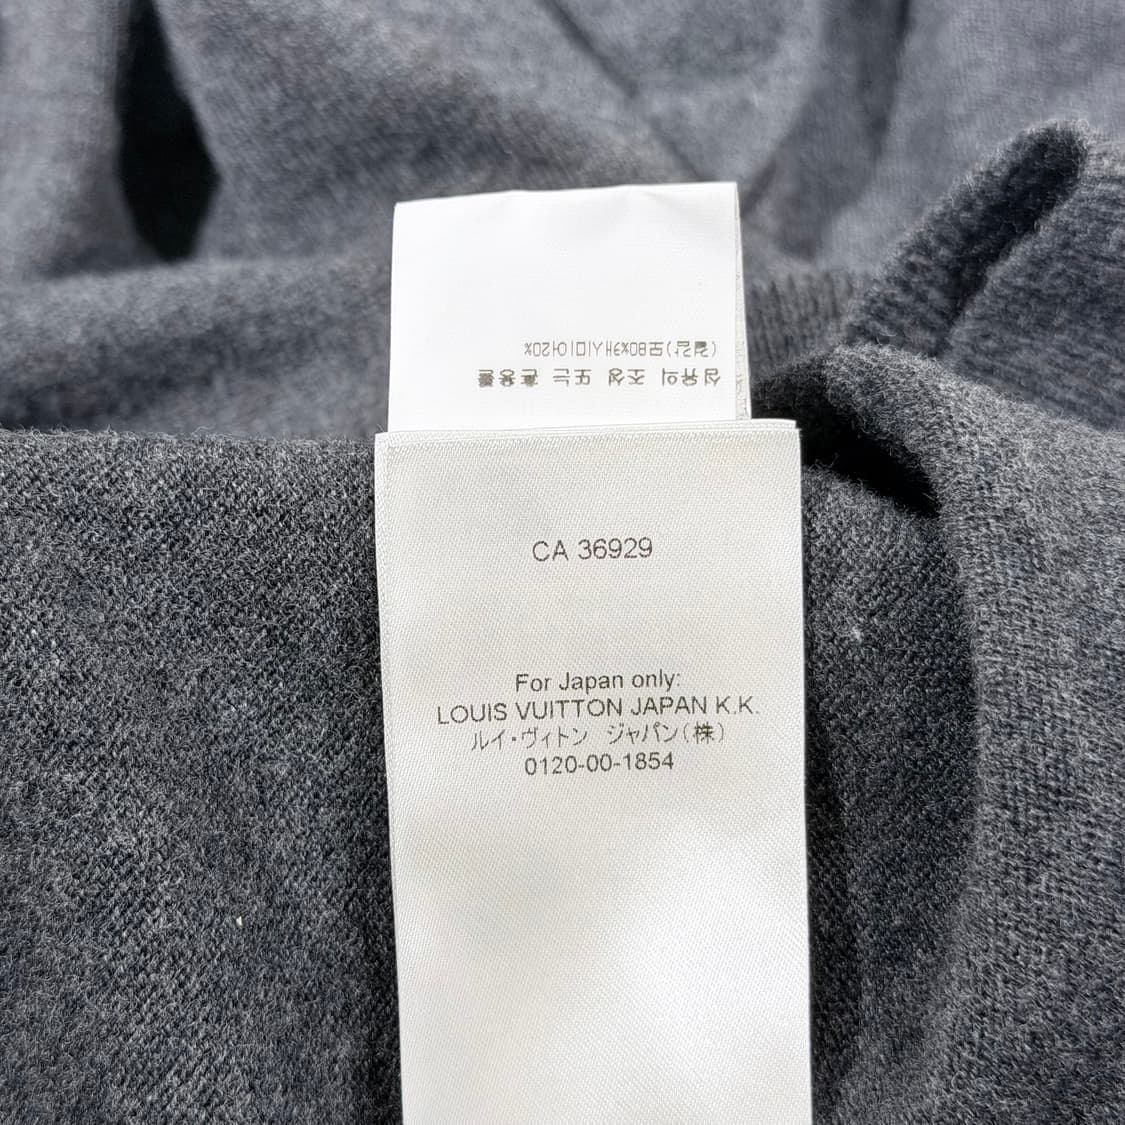 섬유의 조성 또는 혼용률
(겉감)모80%캐시미어20%
CA 36929
For Japan only:
LOUIS VUITTON JAPAN K.K.
ルイ・ヴィトン ジャパン(株)
0120-00-1854